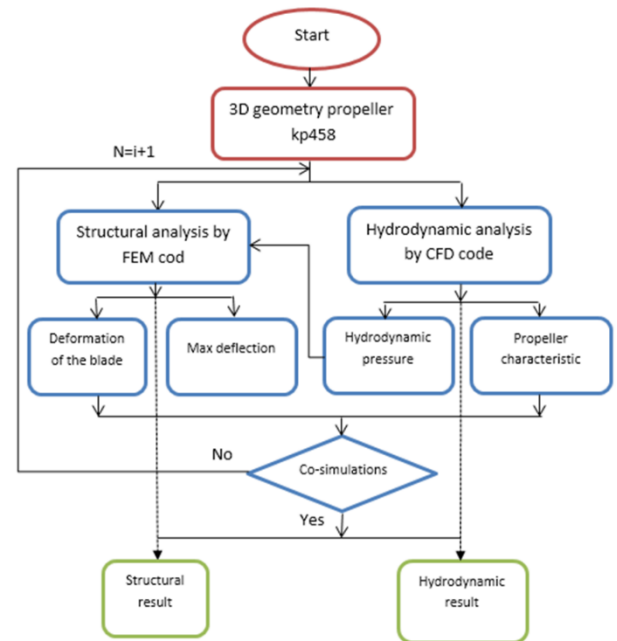 Start
3D geometry propeller
kp458
N=i+1
Structural analysis by
FEM cod
Hydrodynamic analysis
by CFD code
Deformation
of the blade
Max deflection
Hydrodynamic
pressure
Propeller
characteristic
No
Co-simulations
Yes
Structural
result
Hydrodynamic
result